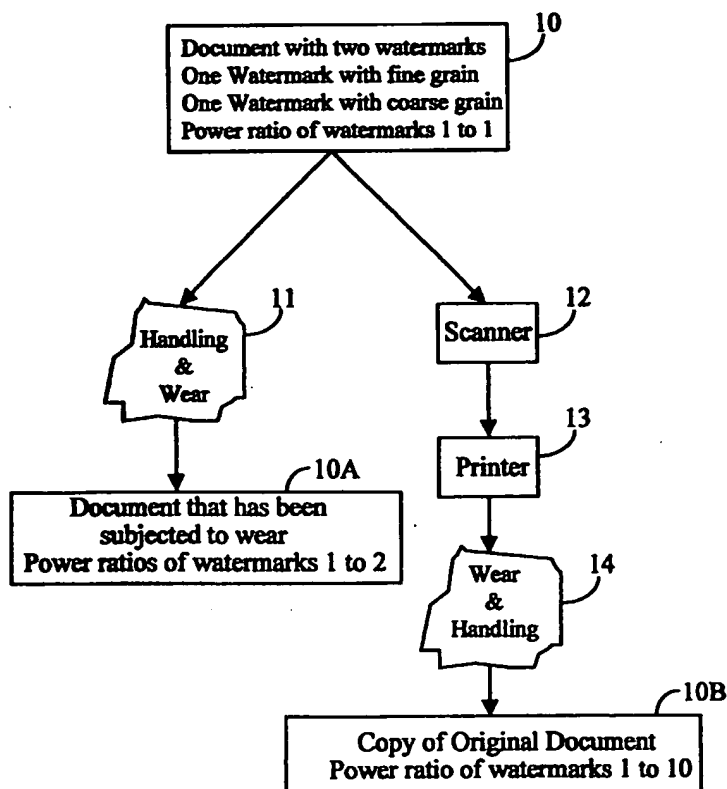 10
Document with two watermarks
One Watermark with fine grain
One Watermark with coarse grain
Power ratio of watermarks 1 to 1
11
Handling
&
Wear
12
Scanner
13
Printer
10A
Document that has been
subjected to wear
Power ratios of watermarks 1 to 2
14
Wear
&
Handling
10B
Copy of Original Document
Power ratio of watermarks 1 to 10